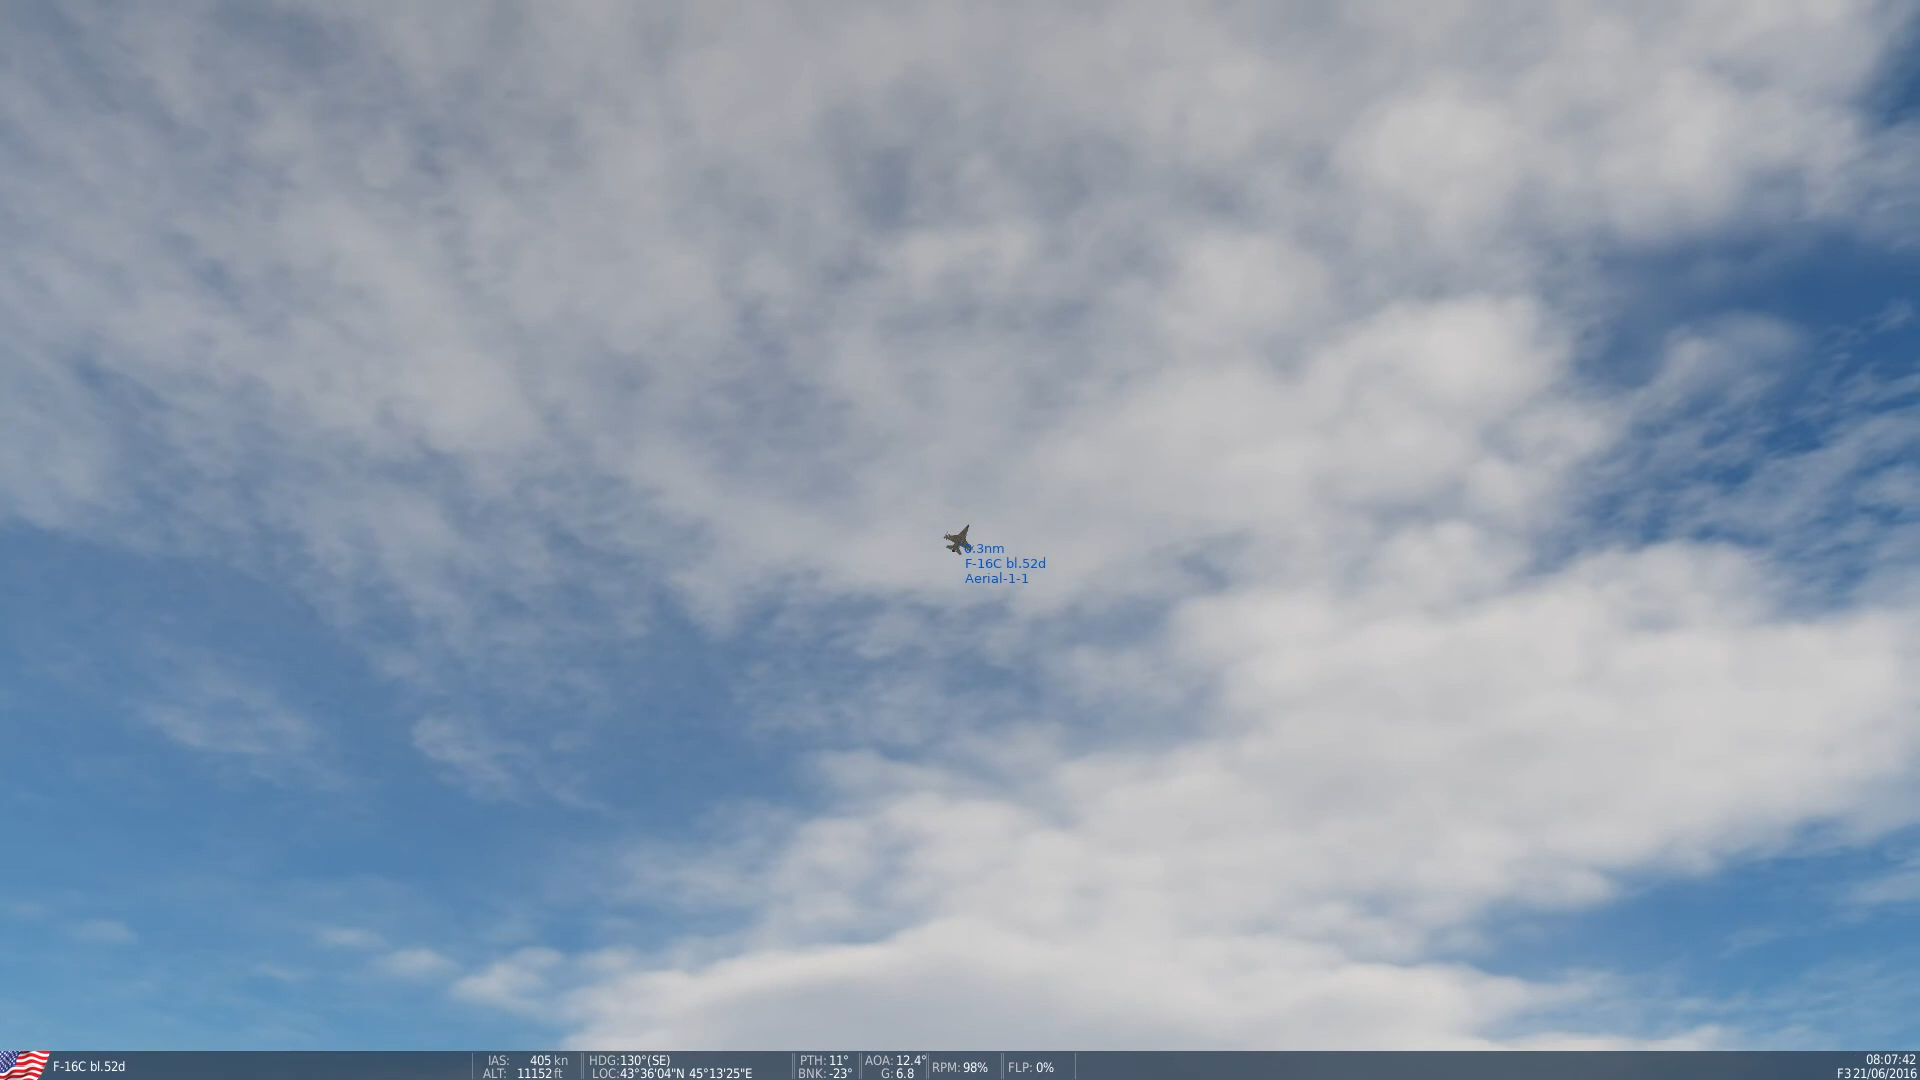 0.3nm
F-16C bl.52d
Aerial-1-1
F-16C bl.52d
IAS: 405 kn
ALT: 11152 ft
HDG: 130°(SE)
LOC: 43°36'04"N 45°13'25"E
PTH: 11°
BNK: -23°
AOA: 12.4°
G: 6.8
RPM: 98%
FLP: 0%
08:07:42
F3 21/06/2016